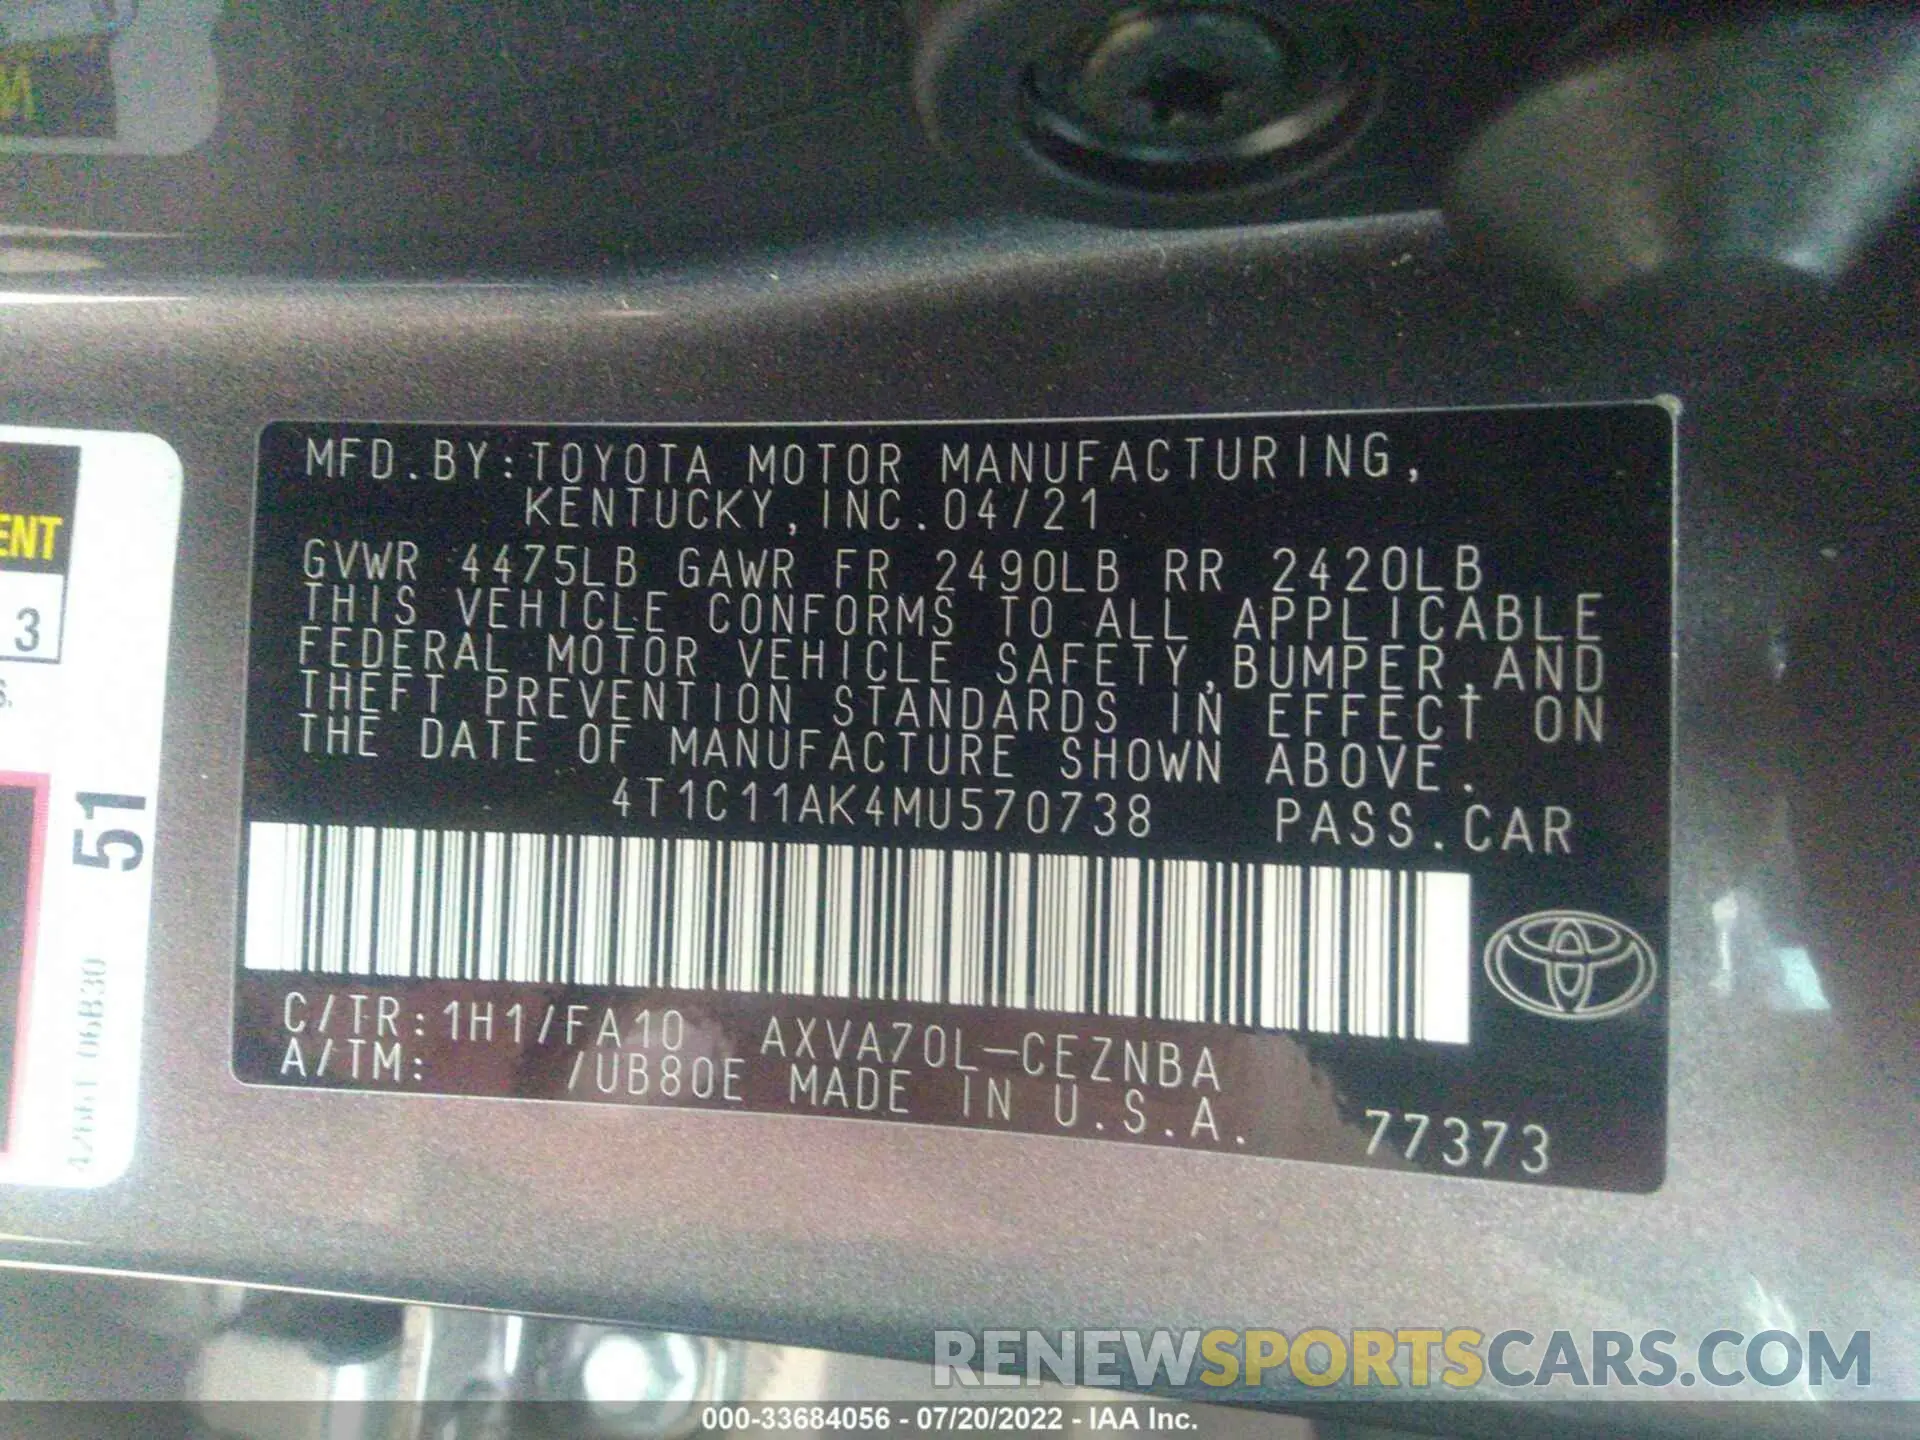 MFD.BY:TOYOTA MOTOR MANUFACTURING,
KENTUCKY, INC.04/21
GVWR 4475LB GAWR FR 2490LB RR 2420LB
THIS VEHICLE CONFORMS TO ALL APPLICABLE
FEDERAL MOTOR VEHICLE SAFETY,BUMPER,AND
THEFT PREVENTION STANDARDS IN EFFECT ON
THE DATE OF MANUFACTURE SHOWN ABOVE.
4T1C11AK4MU570738 PASS.CAR
C/TR:1H1/FA10 AXVA70L-CEZNBA
A/TM: /UB80E MADE IN U.S.A.
77373
ENT
3
S.
51
42661 06B30
RENEWSPORTSCARS.COM
000-33684056 - 07/20/2022 - IAA Inc.